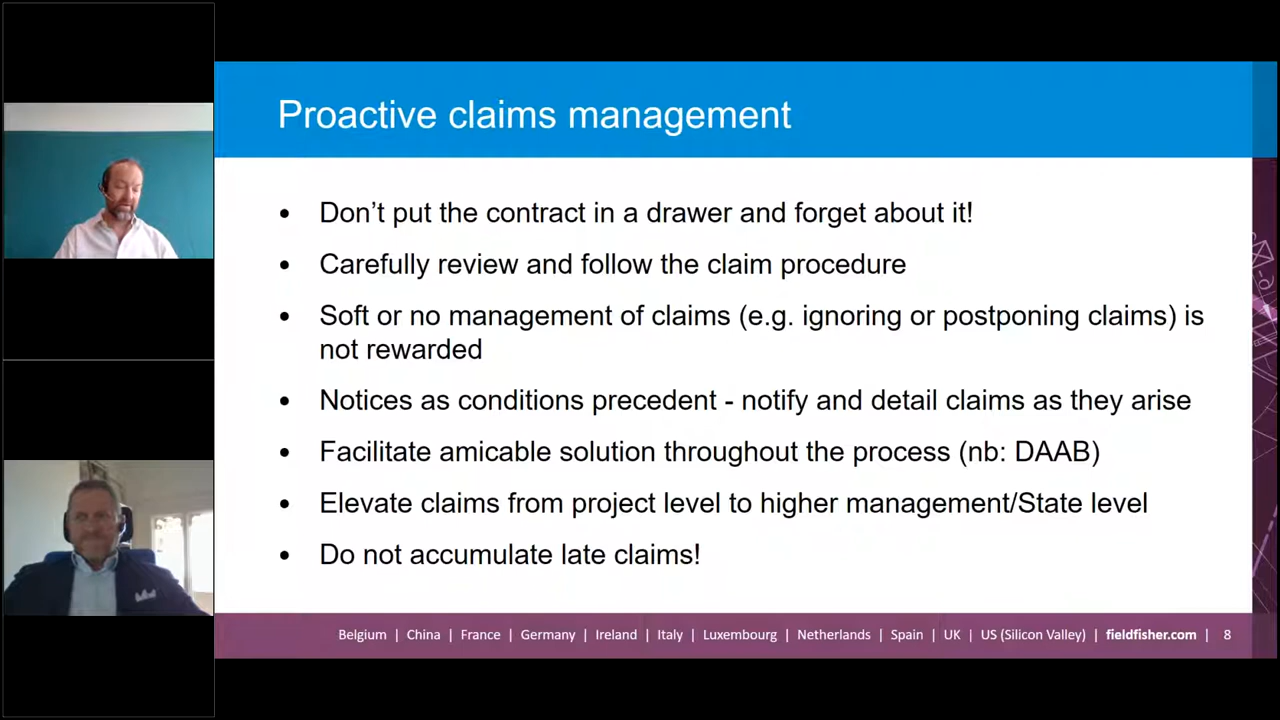 Proactive claims management
• Don’t put the contract in a drawer and forget about it!
• Carefully review and follow the claim procedure
• Soft or no management of claims (e.g. ignoring or postponing claims) is
not rewarded
• Notices as conditions precedent - notify and detail claims as they arise
• Facilitate amicable solution throughout the process (nb: DAAB)
• Elevate claims from project level to higher management/State level
• Do not accumulate late claims!
Belgium | China | France | Germany | Ireland | Italy | Luxembourg | Netherlands | Spain | UK | US (Silicon Valley) | fieldfisher.com | 8